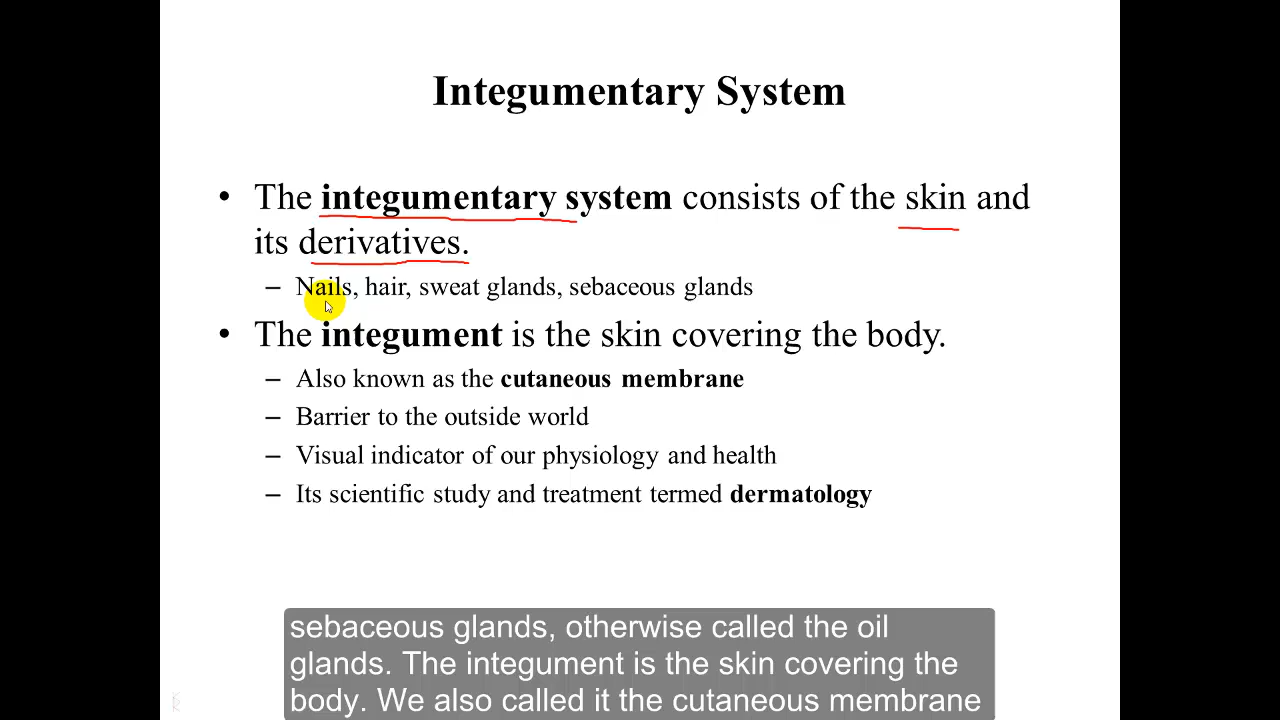 Integumentary System
• The integumentary system consists of the skin and
its derivatives.
– Nails, hair, sweat glands, sebaceous glands
• The integument is the skin covering the body.
– Also known as the cutaneous membrane
– Barrier to the outside world
– Visual indicator of our physiology and health
– Its scientific study and treatment termed dermatology
sebaceous glands, otherwise called the oil
glands. The integument is the skin covering the
body. We also called it the cutaneous membrane